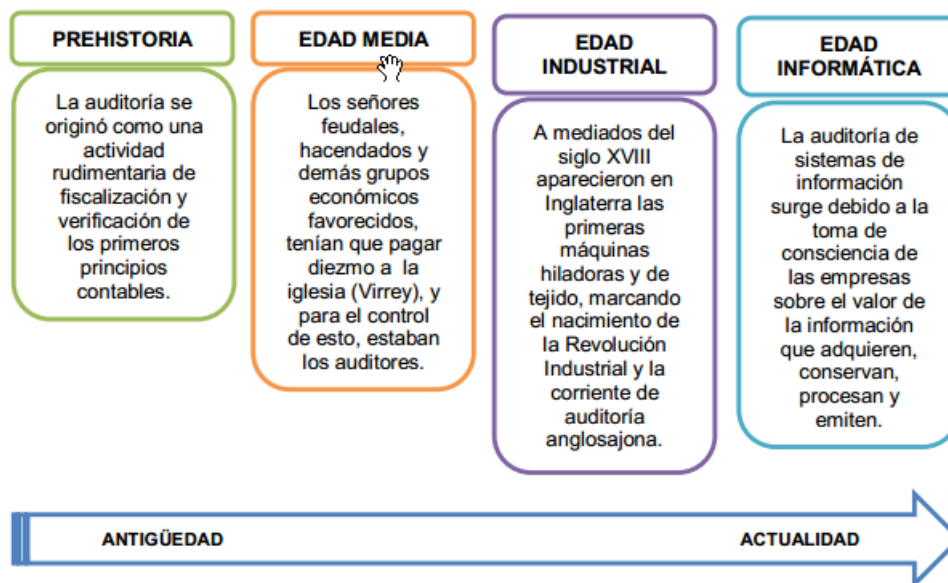 PREHISTORIA
La auditoría se
originó como una
actividad
rudimentaria de
fiscalización y
verificación de
los primeros
principios
contables.
EDAD MEDIA
Los señores
feudales,
hacendados y
demás grupos
económicos
favorecidos,
tenían que pagar
diezmo a la
iglesia (Virrey), y
para el control
de esto, estaban
los auditores.
EDAD
INDUSTRIAL
A mediados del
siglo XVIII
aparecieron en
Inglaterra las
primeras
máquinas
hiladoras y de
tejido, marcando
el nacimiento de
la Revolución
Industrial y la
corriente de
auditoría
anglosajona.
EDAD
INFORMÁTICA
La auditoría de
sistemas de
información
surge debido a la
toma de
consciencia de
las empresas
sobre el valor de
la información
que adquieren,
conservan,
procesan y
emiten.
ANTIGÜEDAD
ACTUALIDAD